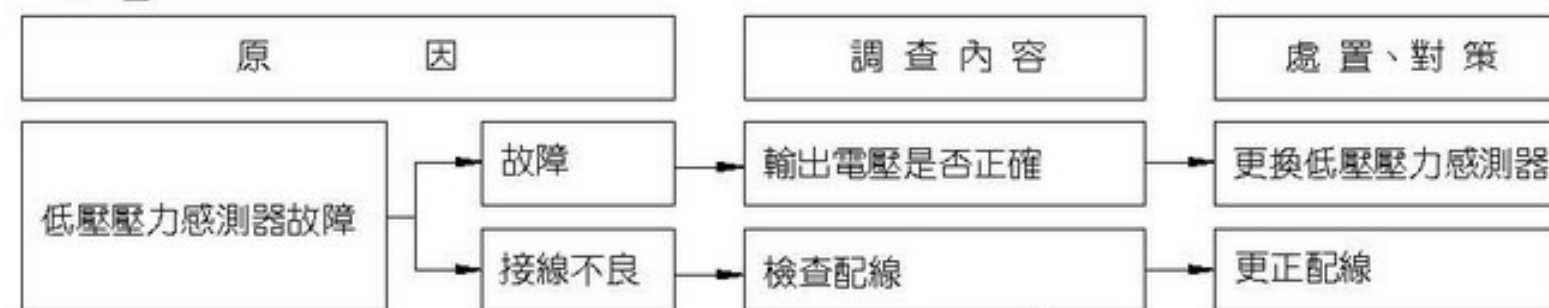 原因
調查內容
處置、對策
故障
輸出電壓是否正確
更換低壓壓力感測器
低壓壓力感測器故障
接線不良
檢查配線
更正配線